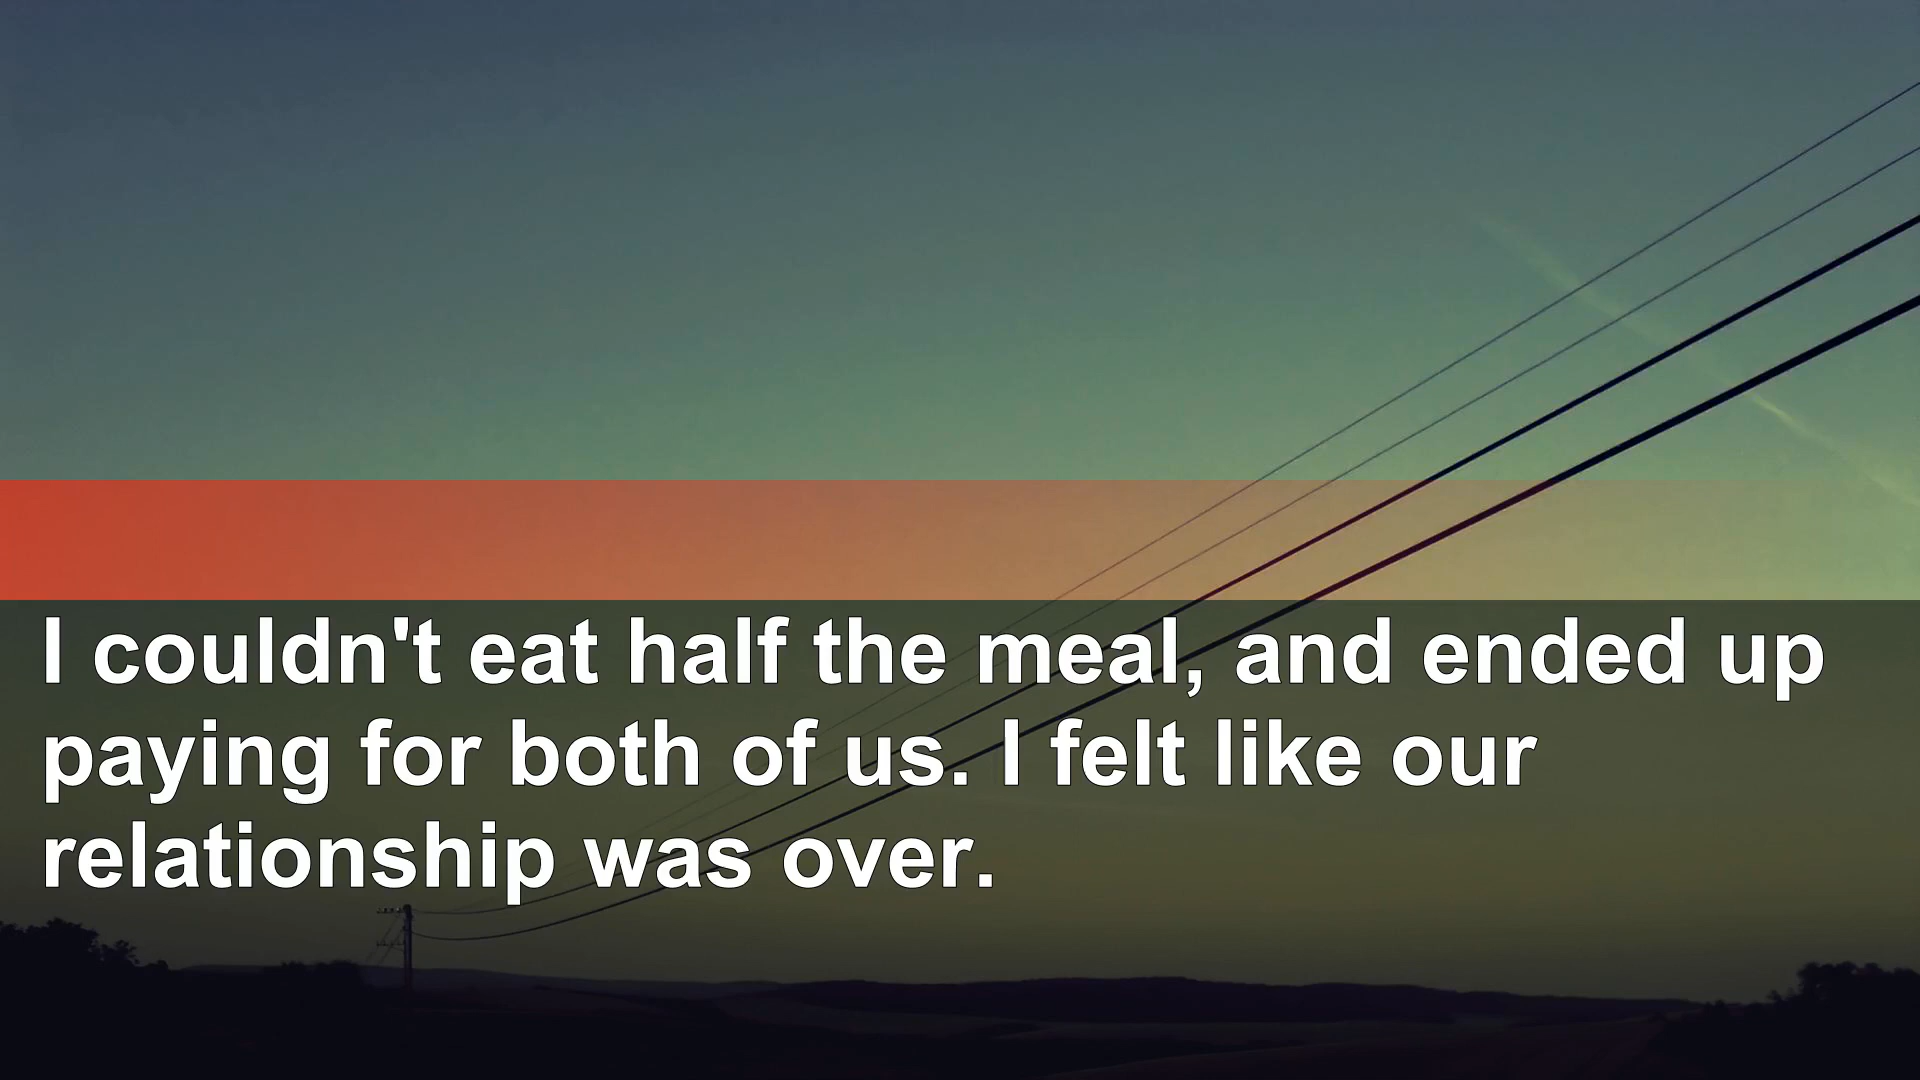 I couldn't eat half the meal, and ended up
paying for both of us. I felt like our
relationship was over.